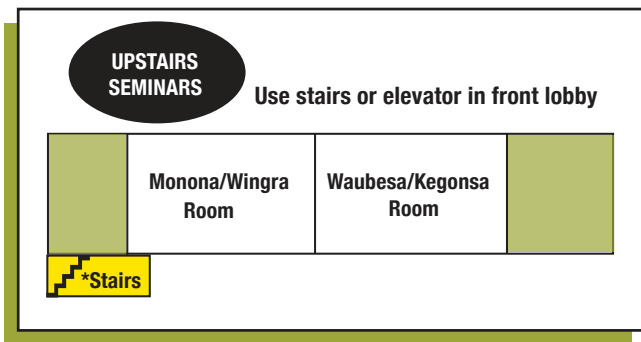 UPSTAIRS
SEMINARS
Use stairs or elevator in front lobby
Monona/Wingra
Room
Waubesa/Kegonsa
Room
*Stairs